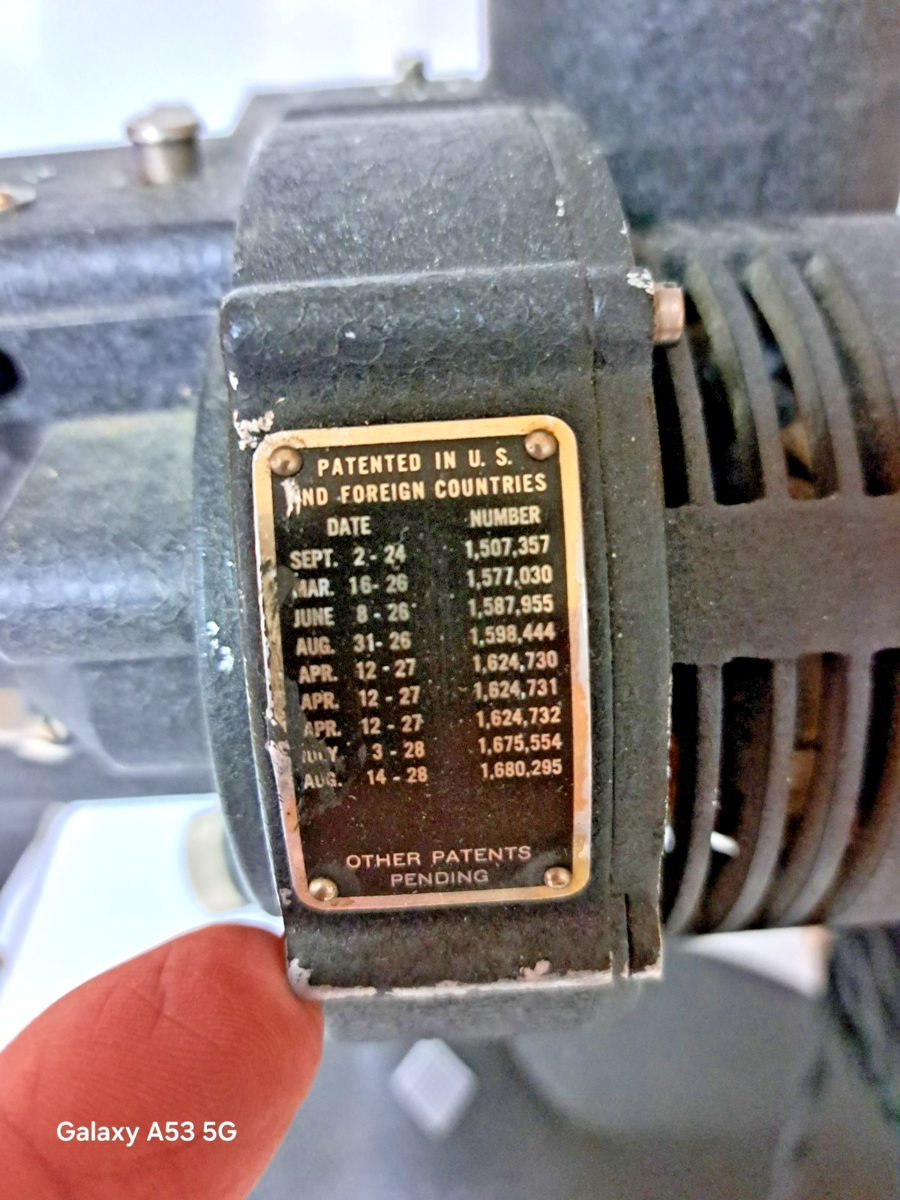 PATENTED IN U. S.
AND FOREIGN COUNTRIES
DATE NUMBER
SEPT. 2-24 1,507,357
MAR. 16-26 1,577,030
JUNE 8-26 1,587,955
AUG. 31-26 1,598,444
APR. 12-27 1,624,730
APR. 12-27 1,624,731
APR. 12-27 1,624,732
JULY 3-28 1,675,554
AUG. 14-28 1,680,295
OTHER PATENTS
PENDING
Galaxy A53 5G